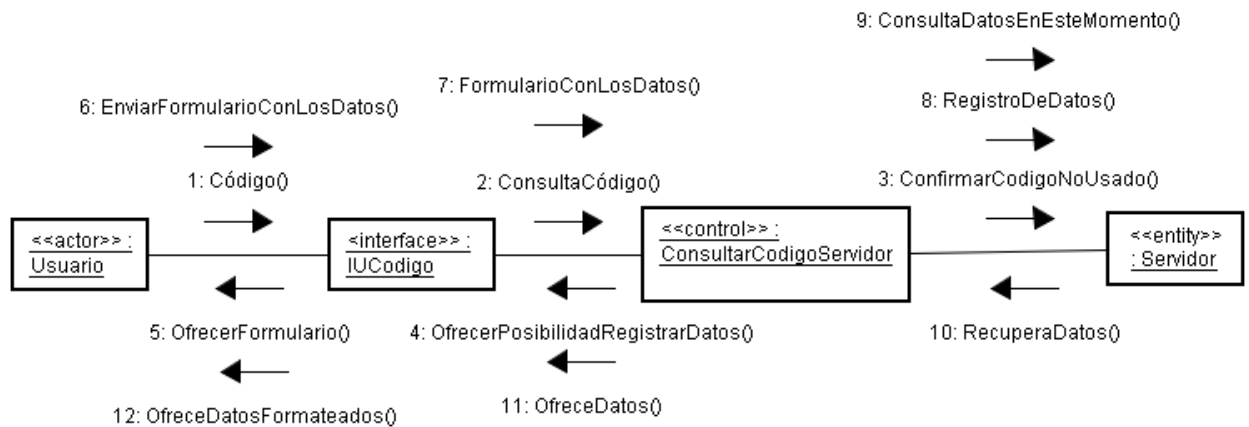 9: ConsultaDatosEnEsteMomento()
7: FormularioConLosDatos()
6: EnviarFormularioConLosDatos()
8: RegistroDeDatos()
1: Código()
2: ConsultaCódigo()
3: ConfirmarCodigoNoUsado()
<<actor>> :
Usuario
<interface>> :
IUCodigo
<<control>> :
ConsultarCodigoServidor
<<entity>>
: Servidor
5: OfrecerFormulario()
4: OfrecerPosibilidadRegistrarDatos()
10: RecuperaDatos()
12: OfreceDatosFormateados()
11: OfreceDatos()